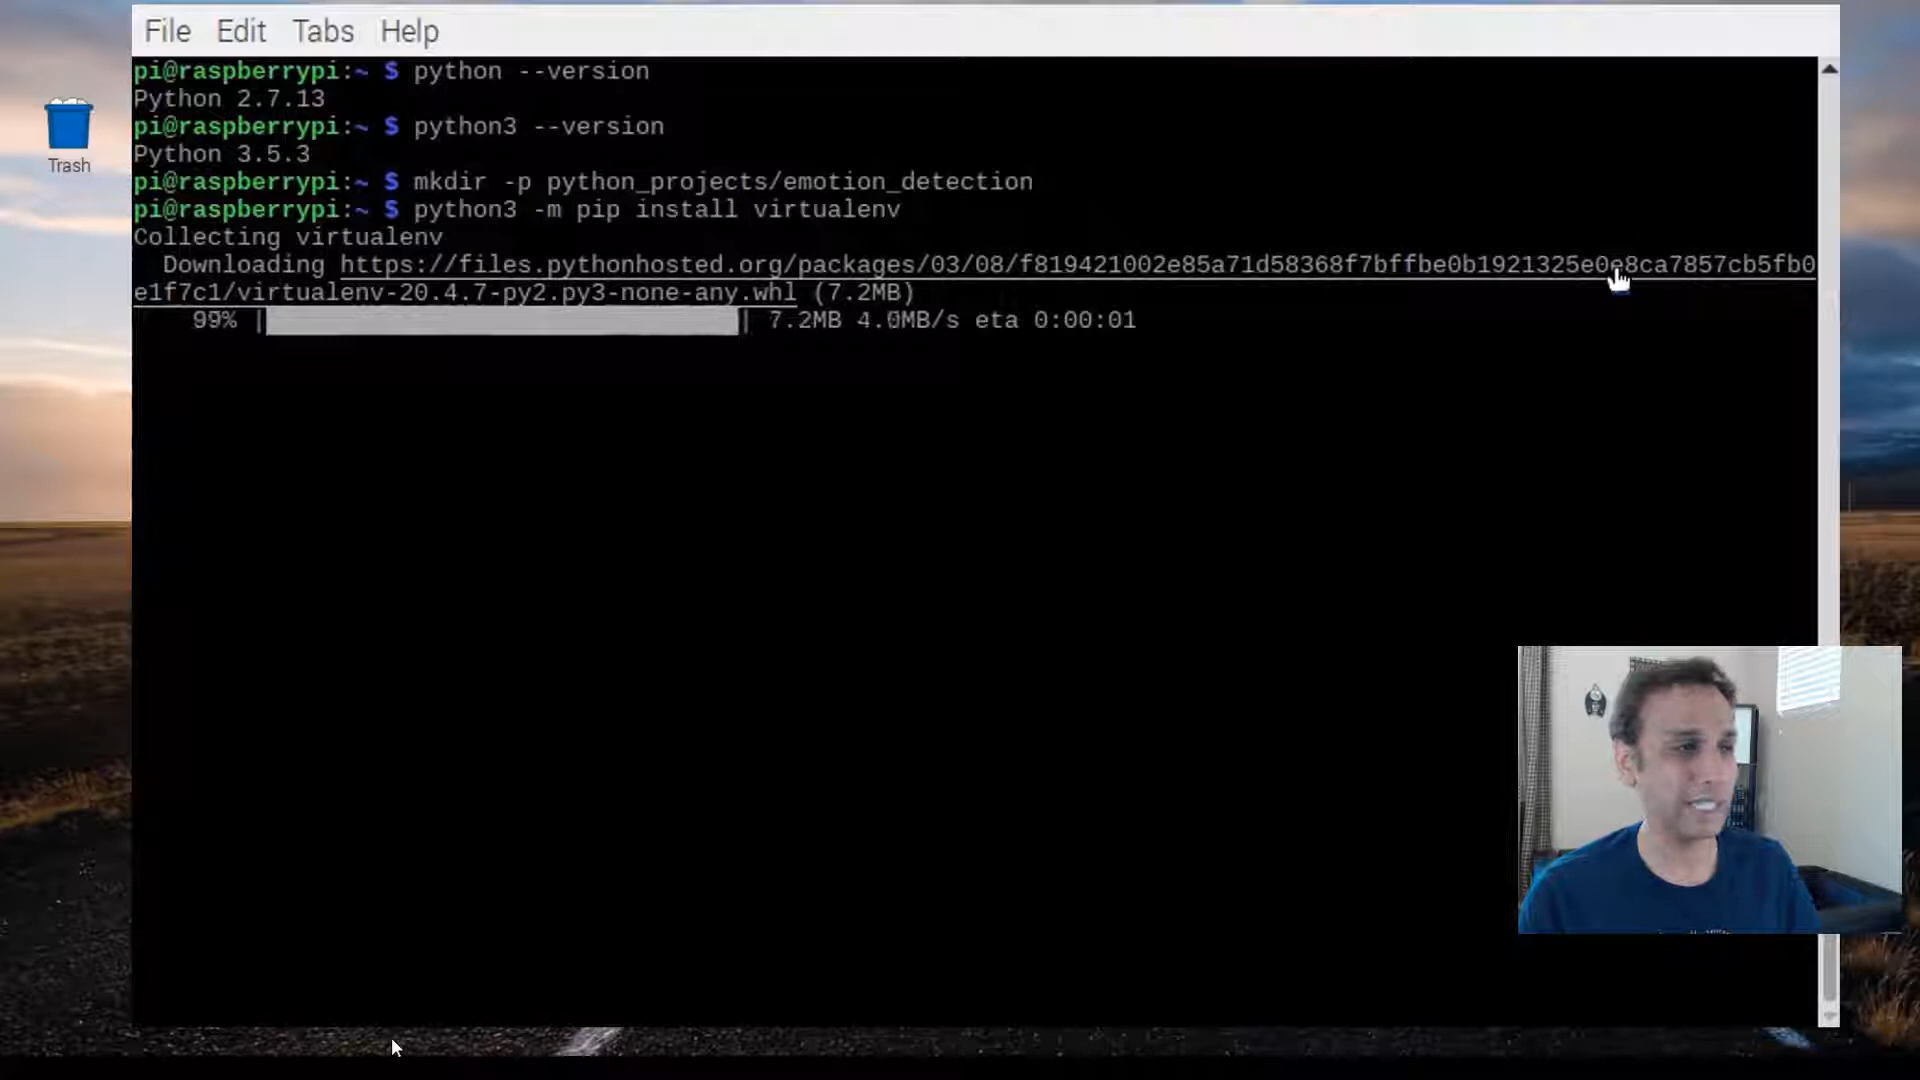 File Edit Tabs Help
pi@raspberrypi:~ $ python --version
Python 2.7.13
pi@raspberrypi:~ $ python3 --version
Python 3.5.3
pi@raspberrypi:~ $ mkdir -p python_projects/emotion_detection
pi@raspberrypi:~ $ python3 -m pip install virtualenv
Collecting virtualenv
Downloading https://files.pythonhosted.org/packages/03/08/f819421002e85a71d58368f7bffbe0b1921325e0e8ca7857cb5fb0
e1f7c1/virtualenv-20.4.7-py2.py3-none-any.whl (7.2MB)
99% | | 7.2MB 4.0MB/s eta 0:00:01
Trash